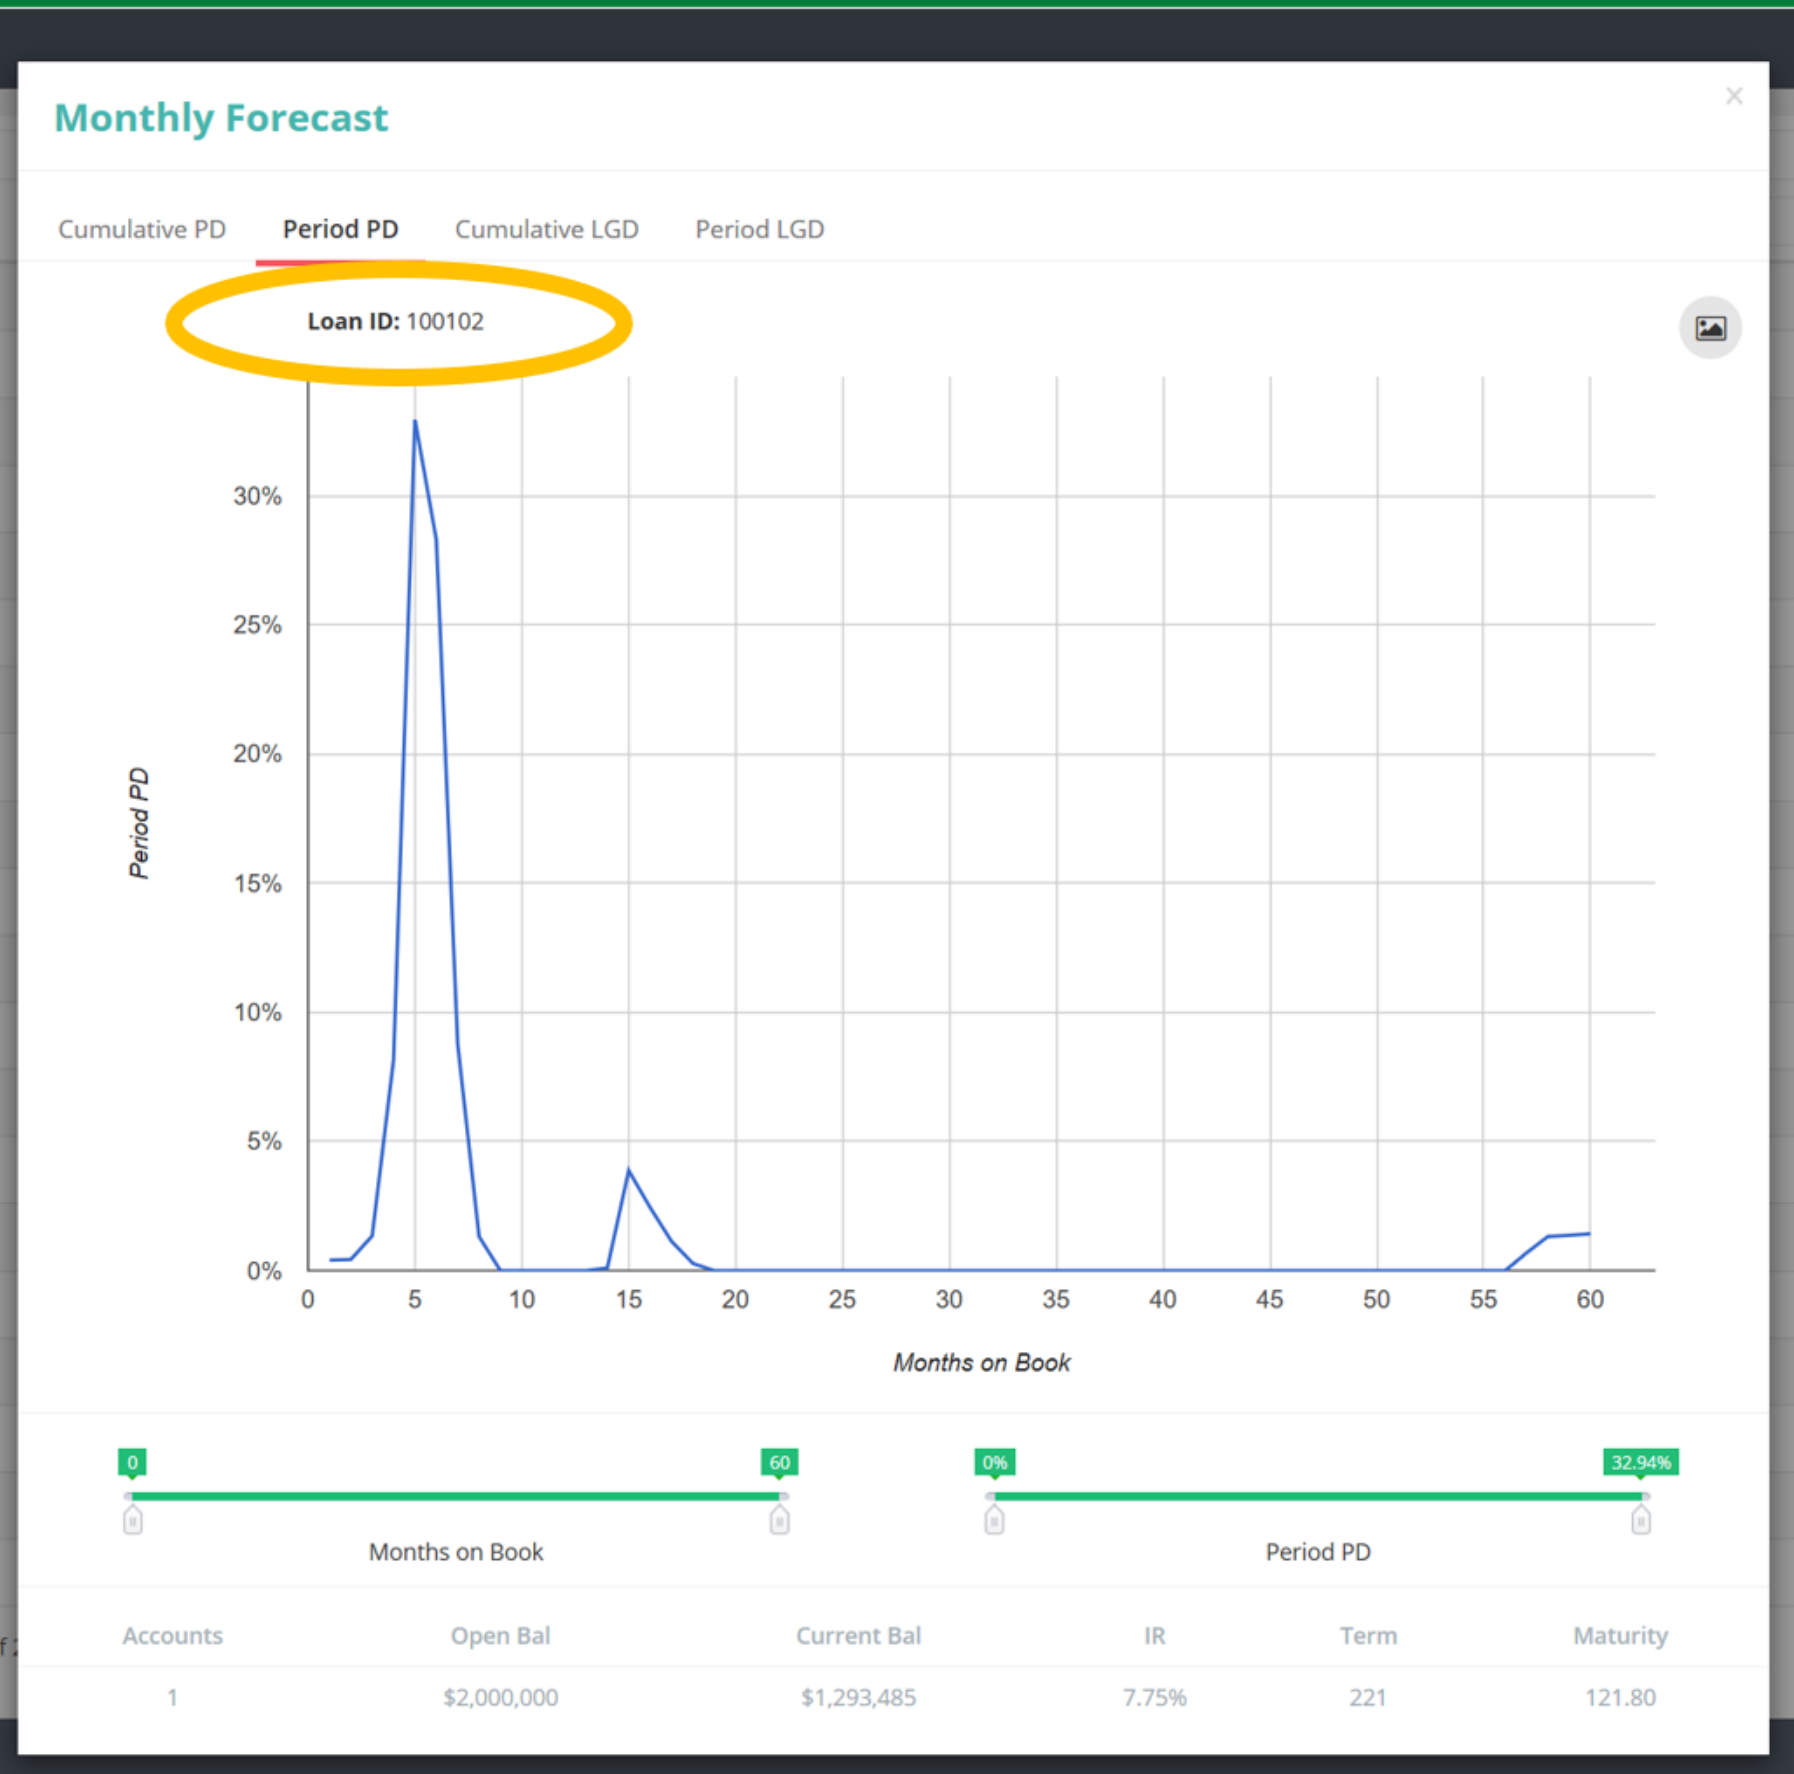 Monthly Forecast
×
Cumulative PD Period PD Cumulative LGD Period LGD
Loan ID: 100102
30%
25%
20%
15%
10%
5%
0%
Period PD
0 5 10 15 20 25 30 35 40 45 50 55 60
Months on Book
0 60 0% 32.94%
Months on Book Period PD
Accounts Open Bal Current Bal IR Term Maturity
1 $2,000,000 $1,293,485 7.75% 221 121.80